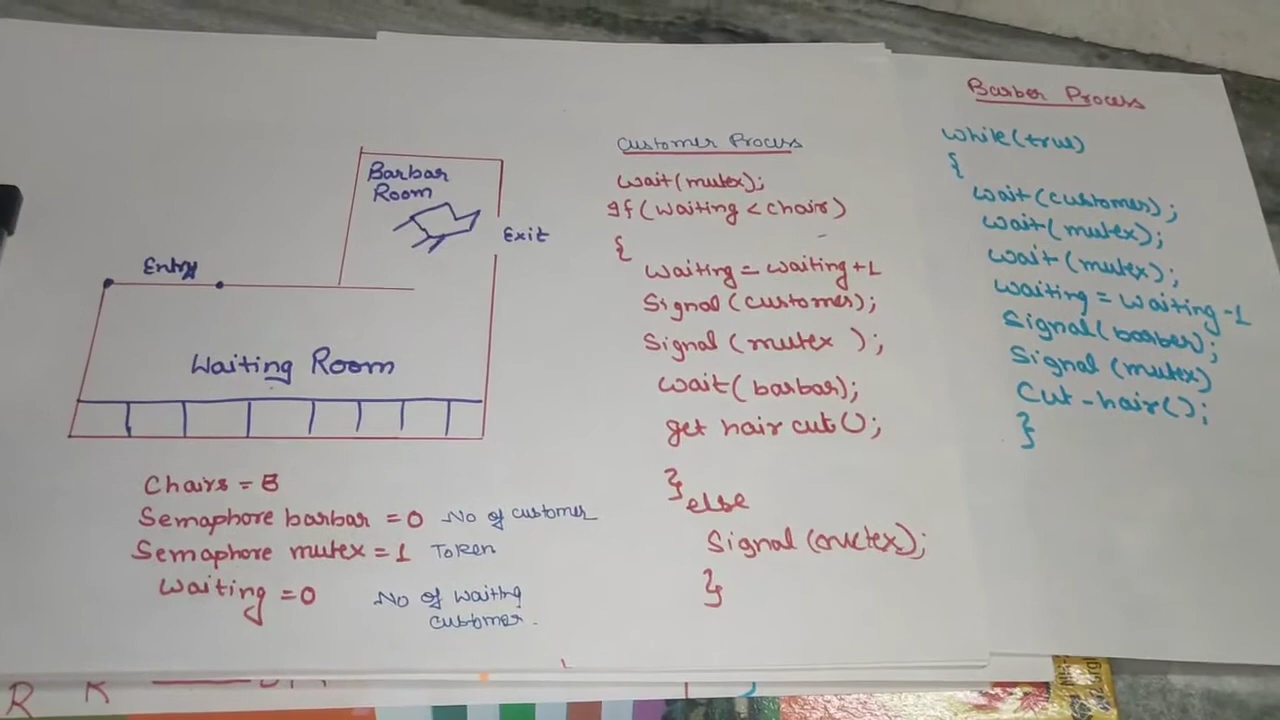 Barbar
Room
Exit
Entry
Waiting Room
Chairs = 8
Semaphore barbar = 0 No of customer
Semaphore mutex = 1 Token
Waiting = 0 No of waiting
customer.
Customer Process
wait(mutex);
If (waiting < chair)
{
Waiting = waiting + 1
Signal (customer);
Signal (mutex );
wait( barbar);
get hair cut();
}
else
Signal (mutex);
}
Barber Process
While(true)
{
wait(customer);
wait(mutex);
wait(mutex);
Waiting = Waiting - 1
Signal(barber);
Signal (mutex)
Cut - hair();
}
R K